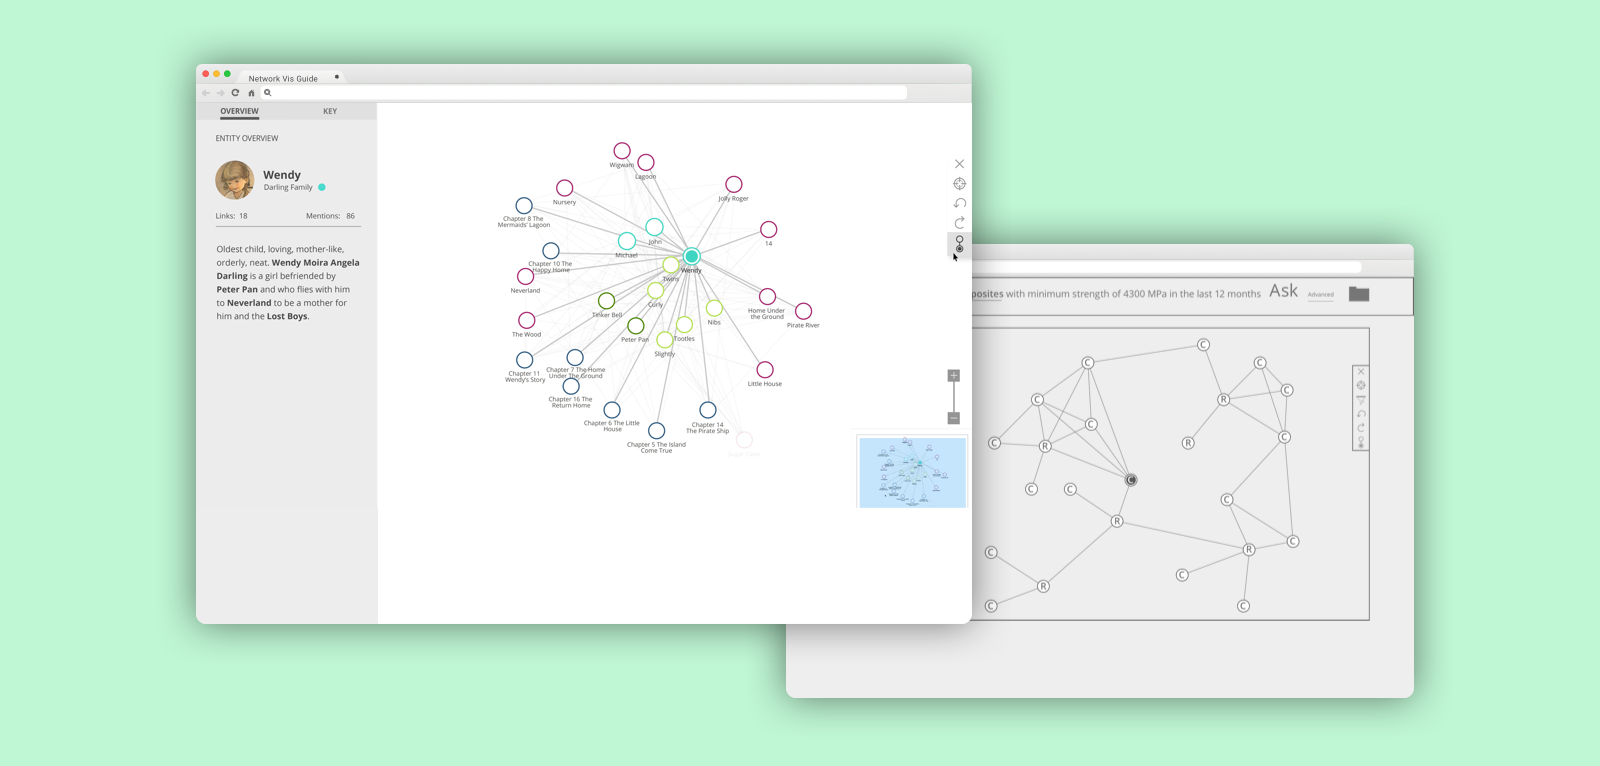 Network Vis Guide
OVERVIEW
KEY
ENTITY OVERVIEW
Wendy
Darling Family
Links: 18
Mentions: 86
Oldest child, loving, mother-like,
orderly, neat. Wendy Moira Angela
Darling is a girl befriended by
Peter Pan and who flies with him
to Neverland to be a mother for
him and the Lost Boys.
Wigwam
Lagoon
Nursery
Jolly Roger
Chapter 8 The
Mermaids' Lagoon
John
14
Michael
Chapter 10 The
Happy Home
Twins
Wendy
Neverland
Curly
Tinker Bell
Nibs
Home Under
the Ground
Pirate River
The Wood
Peter Pan
Tootles
Slightly
Chapter 11
Wendy's Story
Chapter 7 The Home
Under The Ground
Little House
Chapter 16 The
Return Home
Chapter 6 The Little
House
Chapter 14
The Pirate Ship
Chapter 5 The Island
Come True
posites with minimum strength of 4300 MPa in the last 12 months
Ask
Advanced
C
C
C
C
C
R
C
C
R
R
C
C
C
C
C
R
C
R
C
C
C
R
C
C